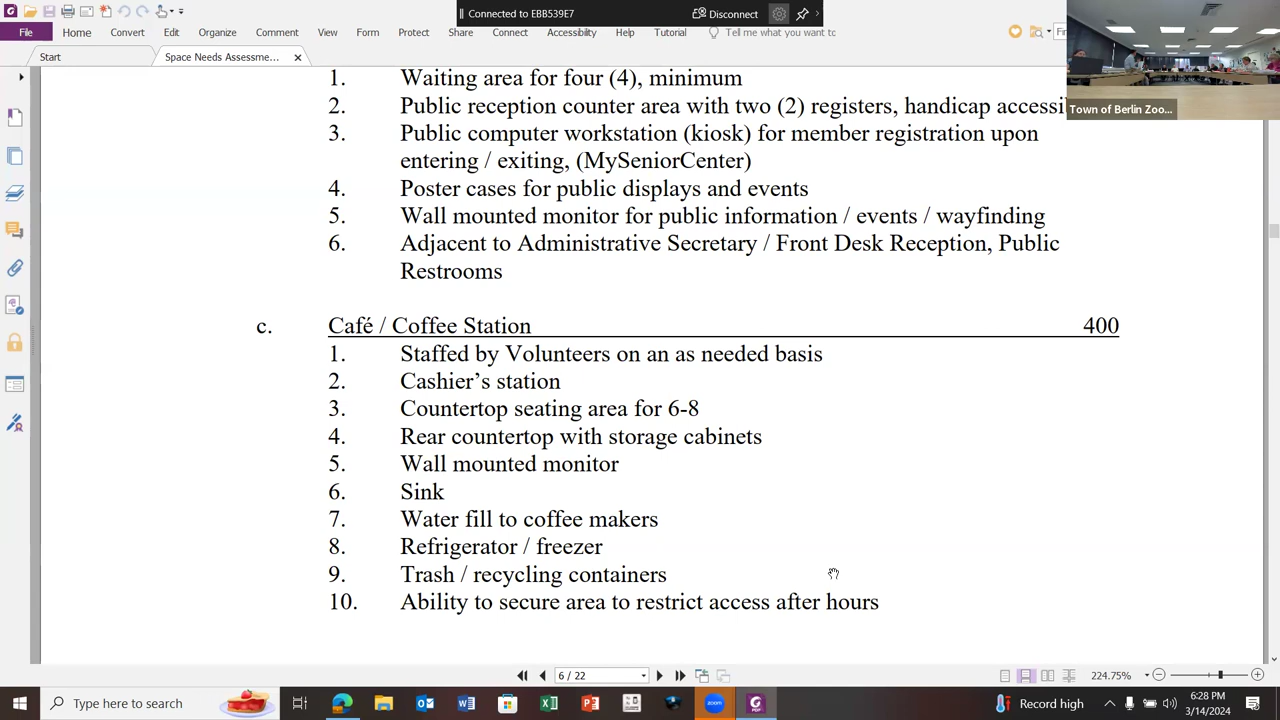 Connected to EBB539E7
Disconnect
File Home Convert Edit Organize Comment View Form Protect Share Connect Accessibility Help Tutorial Tell me what you want tc
Start
Space Needs Assessme...
Town of Berlin Zoo...
1. Waiting area for four (4), minimum
2. Public reception counter area with two (2) registers, handicap accessi
3. Public computer workstation (kiosk) for member registration upon
entering / exiting, (MySeniorCenter)
4. Poster cases for public displays and events
5. Wall mounted monitor for public information / events / wayfinding
6. Adjacent to Administrative Secretary / Front Desk Reception, Public
Restrooms
c. Café / Coffee Station 400
1. Staffed by Volunteers on an as needed basis
2. Cashier's station
3. Countertop seating area for 6-8
4. Rear countertop with storage cabinets
5. Wall mounted monitor
6. Sink
7. Water fill to coffee makers
8. Refrigerator / freezer
9. Trash / recycling containers
10. Ability to secure area to restrict access after hours
6 / 22
224.75%
Type here to search
zoom
Record high
6:28 PM
3/14/2024